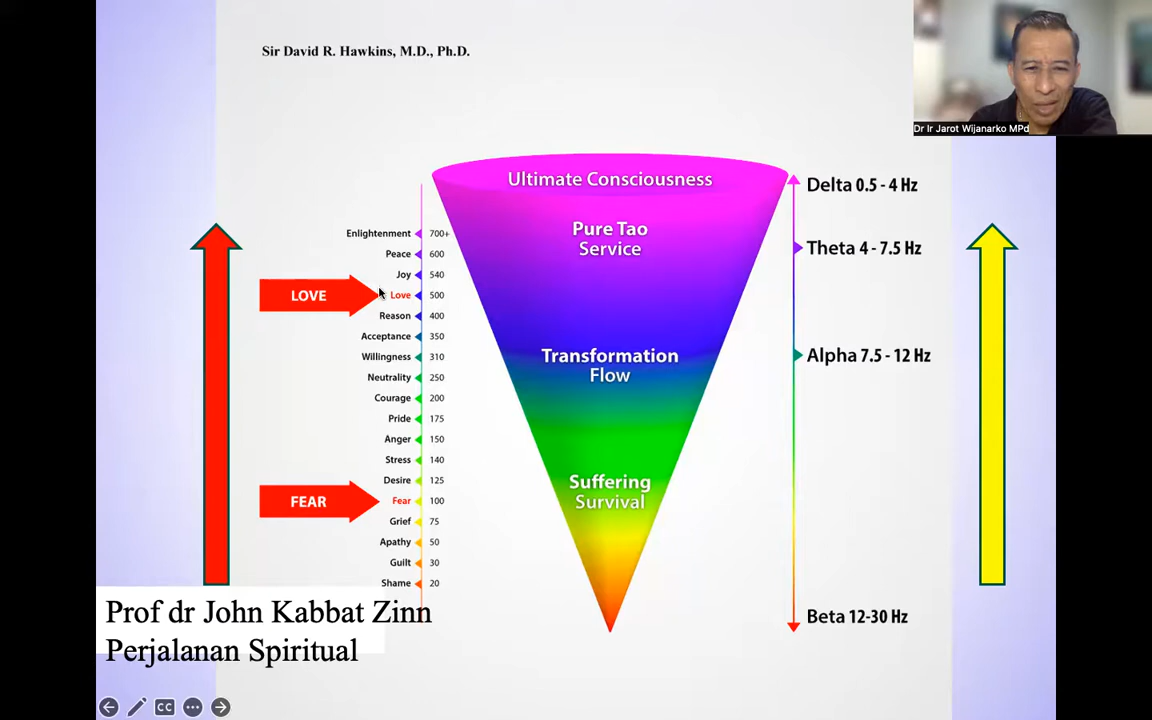 Sir David R. Hawkins, M.D., Ph.D.
Dr Ir Jarot Wijanarko MPd
Ultimate Consciousness
Pure Tao
Service
Transformation
Flow
Suffering
Survival
Delta 0.5 - 4 Hz
Theta 4 - 7.5 Hz
Alpha 7.5 - 12 Hz
Beta 12-30 Hz
Enlightenment 700+
Peace 600
Joy 540
LOVE
Love 500
Reason 400
Acceptance 350
Willingness 310
Neutrality 250
Courage 200
Pride 175
Anger 150
Stress 140
Desire 125
FEAR
Fear 100
Grief 75
Apathy 50
Guilt 30
Shame 20
Prof dr John Kabbat Zinn
Perjalanan Spiritual
CC